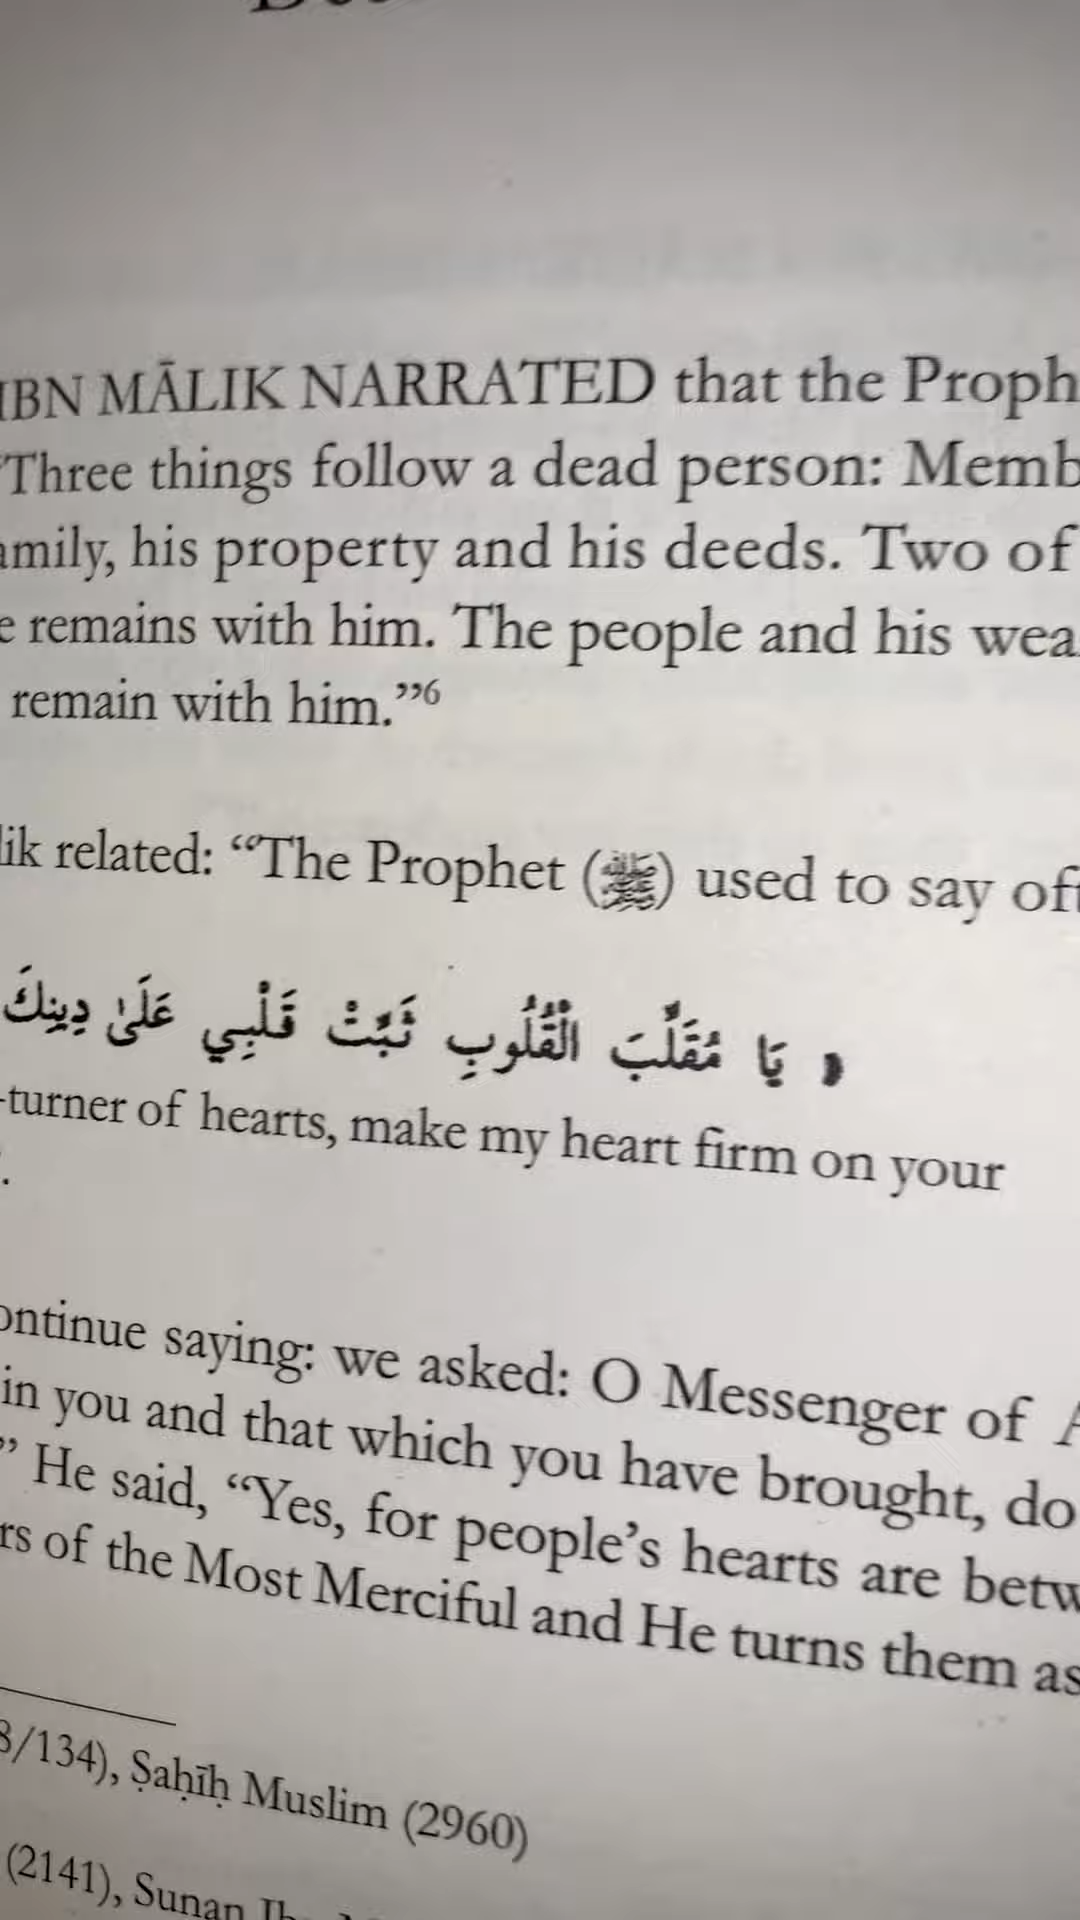 IBN MĀLIK NARRATED that the Proph
"Three things follow a dead person: Memb
amily, his property and his deeds. Two of
e remains with him. The people and his wea
remain with him."6
lik related: "The Prophet (ﷺ) used to say oft
« يَا مُقَلِّبَ الْقُلُوبِ ثَبِّتْ قَلْبِي عَلَىٰ دِينِكَ
-turner of hearts, make my heart firm on your
.
ontinue saying: we asked: O Messenger of A
in you and that which you have brought, do
" He said, "Yes, for people's hearts are betw
rs of the Most Merciful and He turns them as
8/134), Ṣaḥīḥ Muslim (2960)
(2141), Sunan